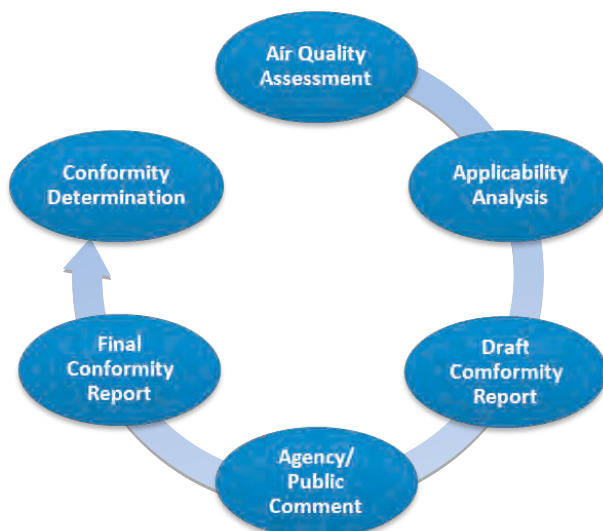 Air Quality
Assessment
Applicability
Analysis
Draft
Comformity
Report
Agency/
Public
Comment
Final
Conformity
Report
Conformity
Determination